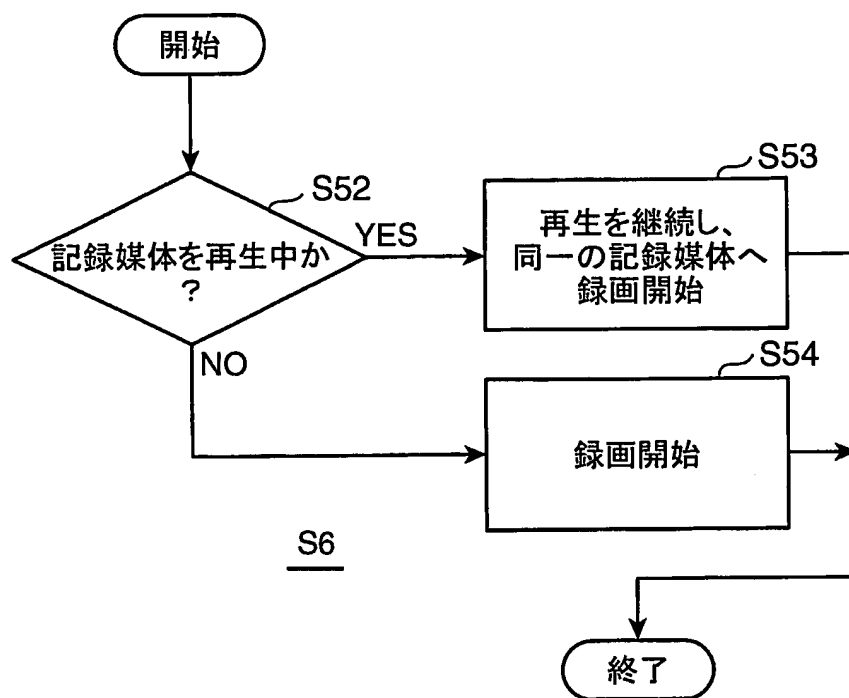 開始
S52
記録媒体を再生中か
?
YES
NO
S53
再生を継続し、
同一の記録媒体へ
録画開始
S54
録画開始
S6
終了